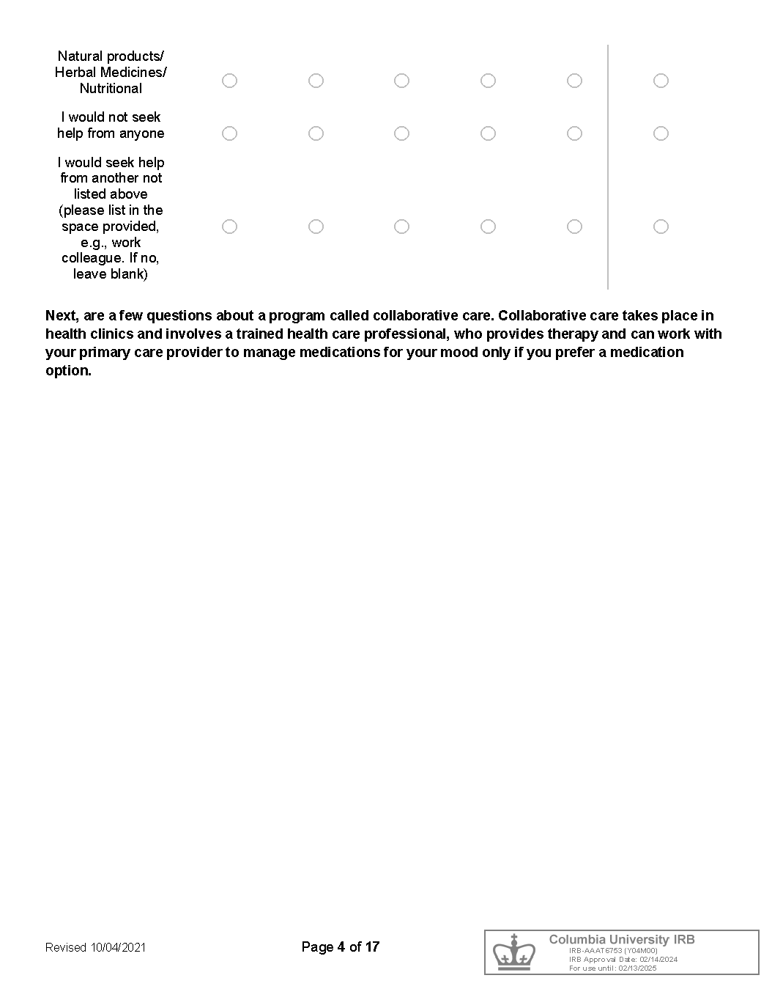 Natural products/
Herbal Medicines/
Nutritional
I would not seek
help from anyone
I would seek help
from another not
listed above
(please list in the
space provided,
e.g., work
colleague. If no,
leave blank)
Next, are a few questions about a program called collaborative care. Collaborative care takes place in
health clinics and involves a trained health care professional, who provides therapy and can work with
your primary care provider to manage medications for your mood only if you prefer a medication
option.
Revised 10/04/2021
Page 4 of 17
Columbia University IRB
IRB-AAAT6753 (Y04M00)
IRB Approval Date: 02/14/2024
For use until: 02/13/2025